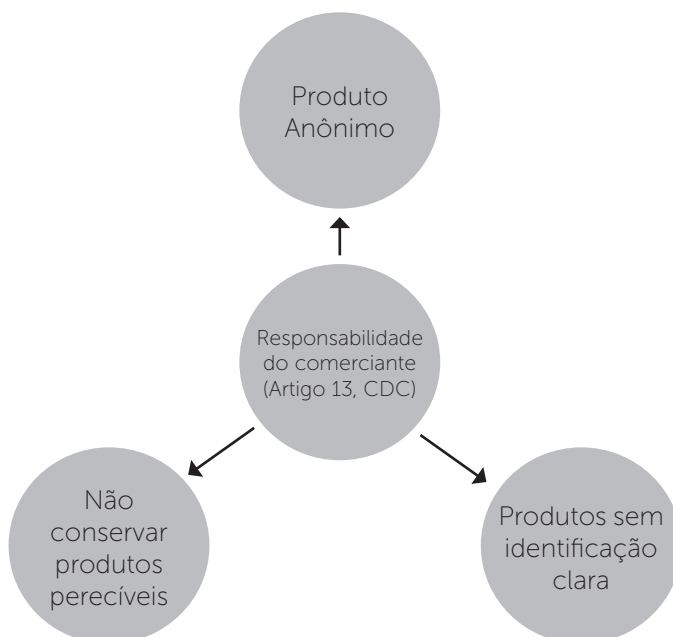 Produto
Anônimo
Responsabilidade
do comerciante
(Artigo 13, CDC)
Não
conservar
produtos
perecíveis
Produtos sem
identificação
clara